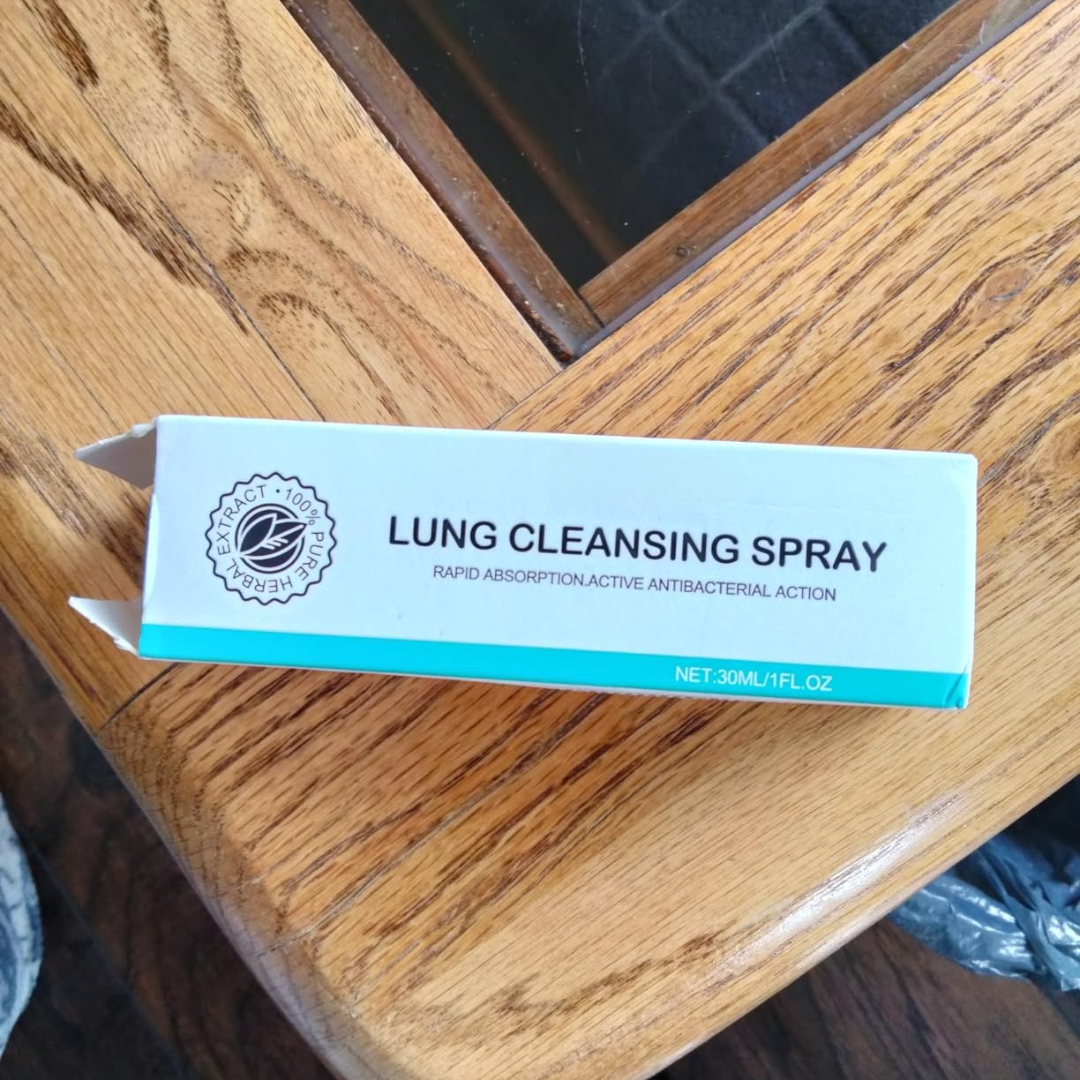 100% PURE HERBAL EXTRACT •
LUNG CLEANSING SPRAY
RAPID ABSORPTION.ACTIVE ANTIBACTERIAL ACTION
NET:30ML/1FL.OZ